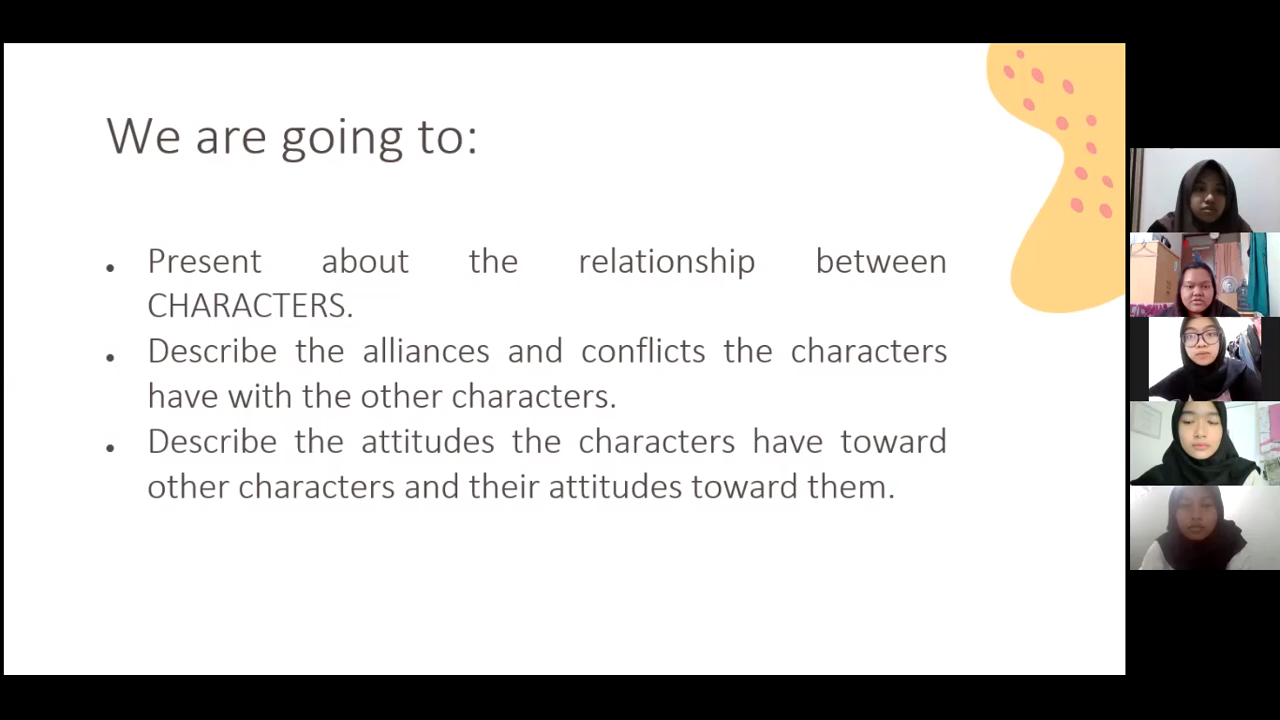 We are going to:
• Present about the relationship between
CHARACTERS.
• Describe the alliances and conflicts the characters
have with the other characters.
• Describe the attitudes the characters have toward
other characters and their attitudes toward them.